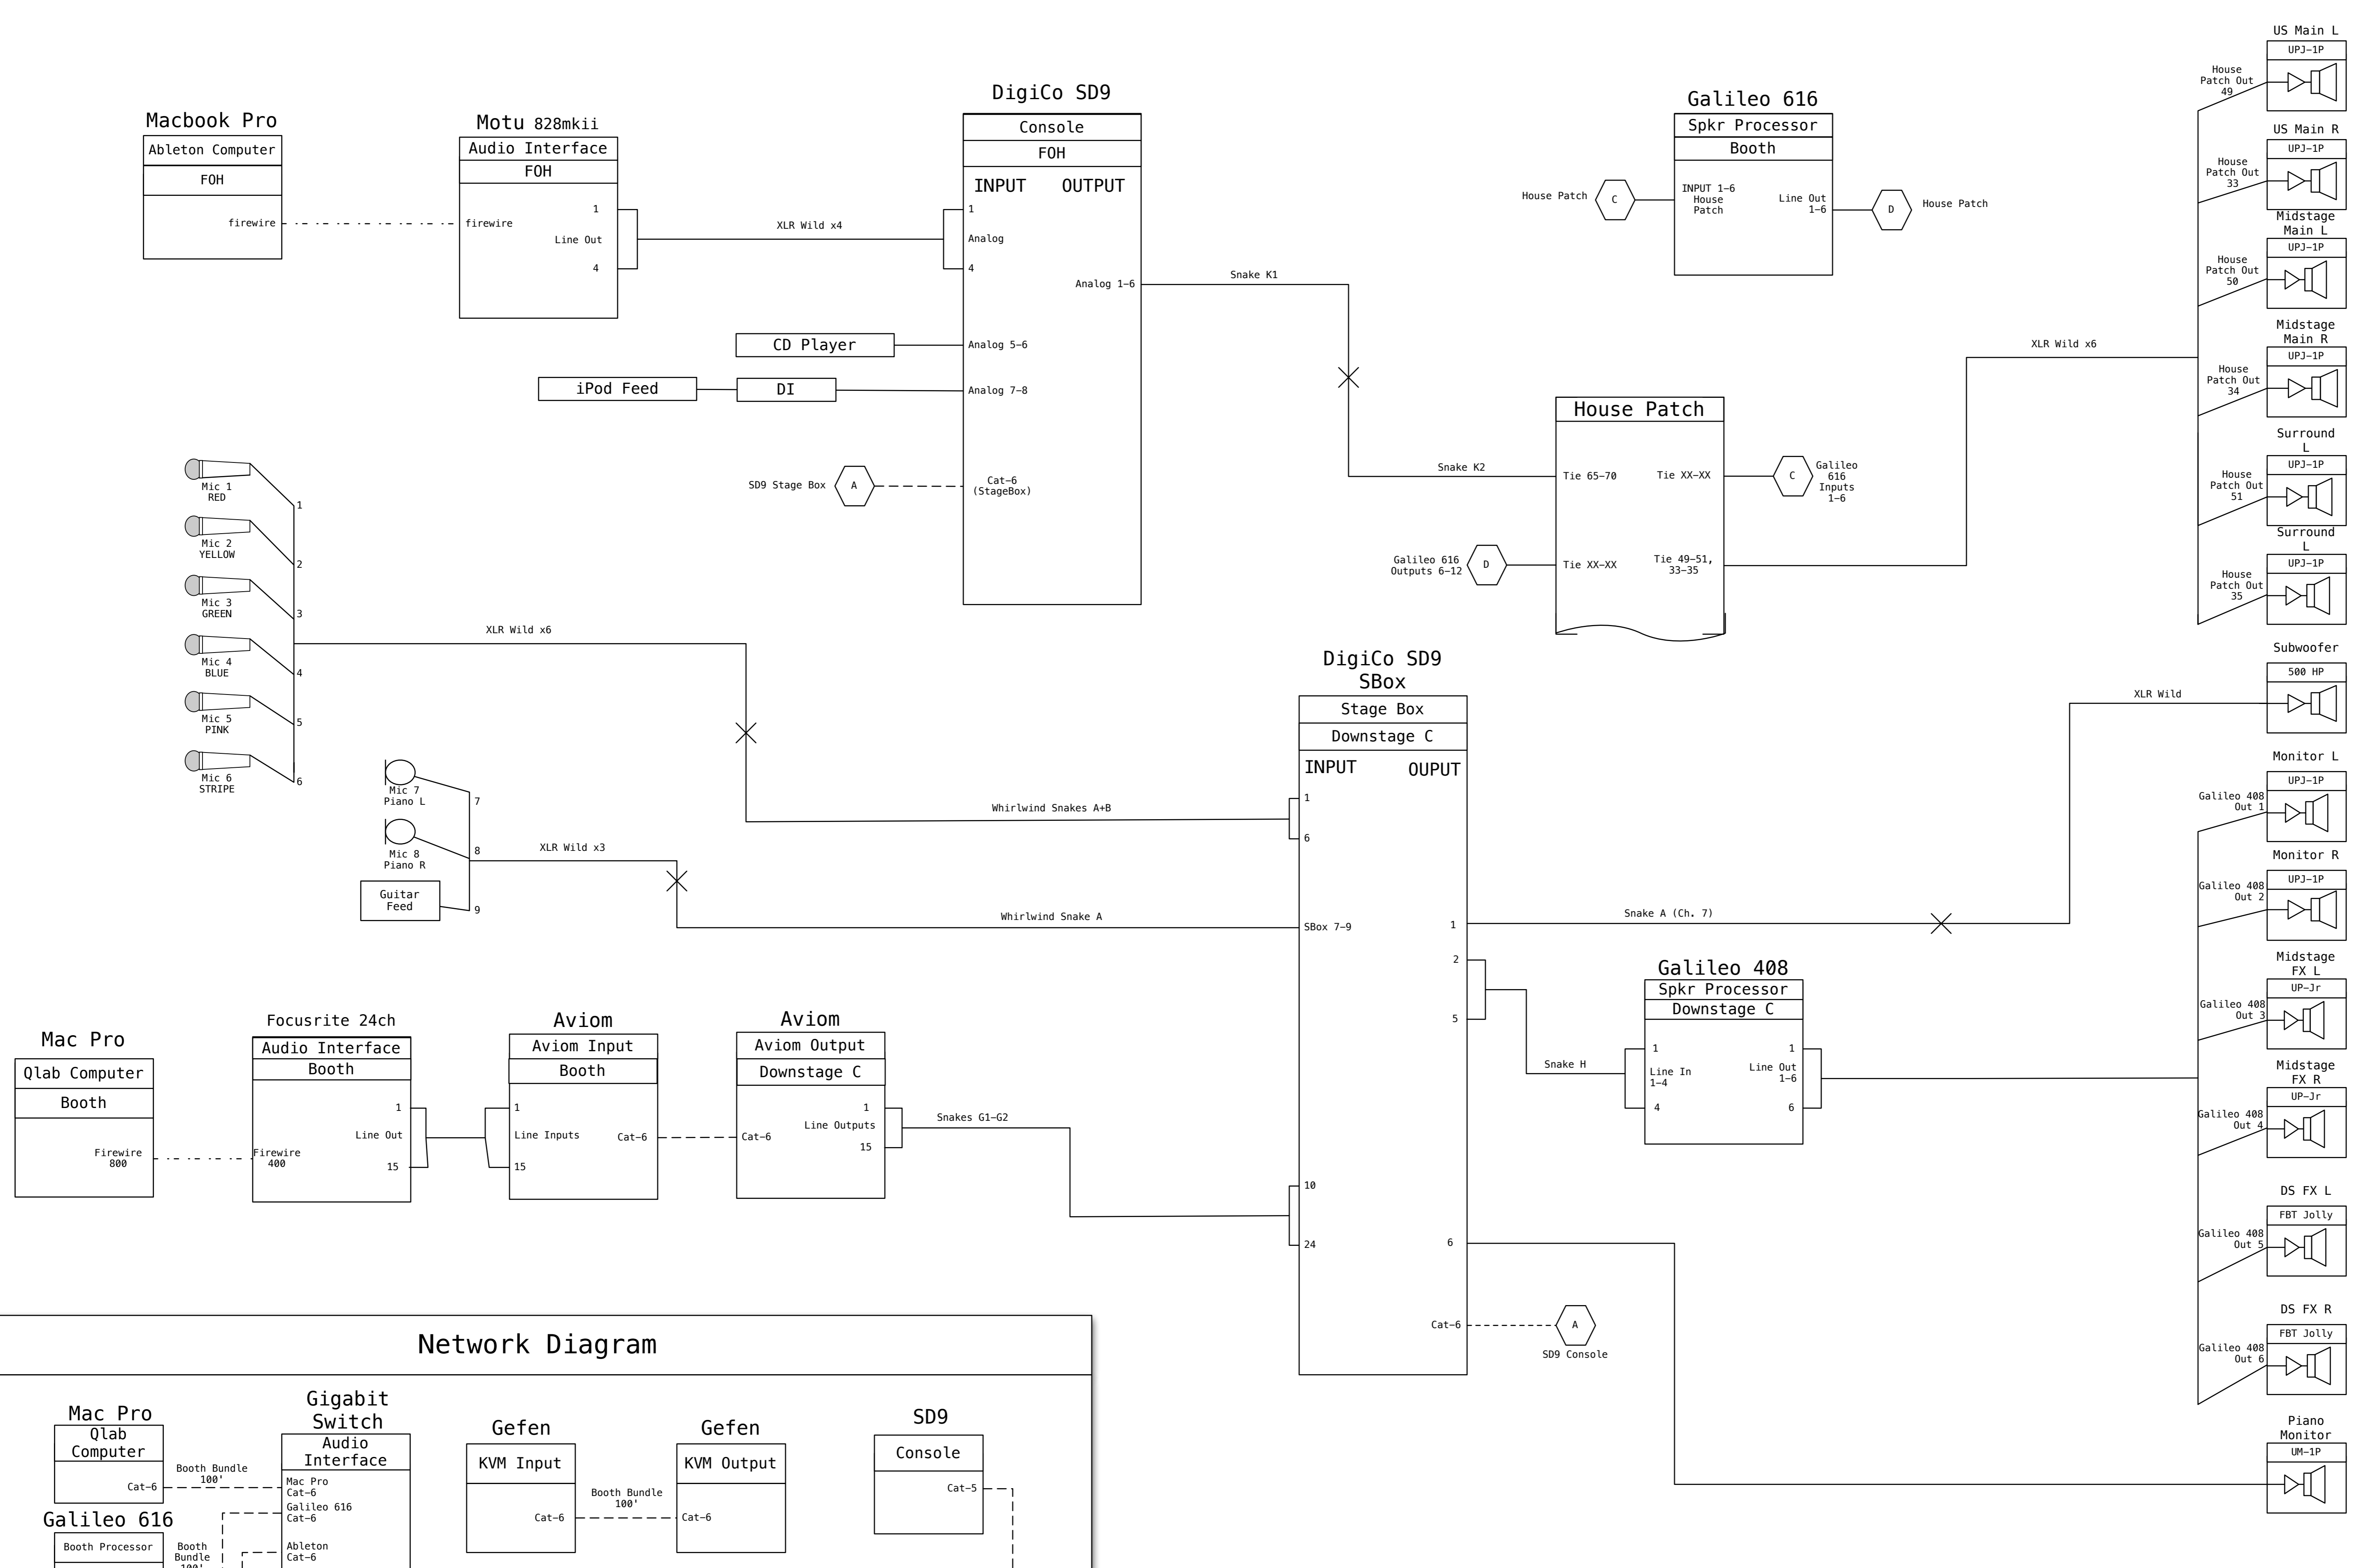 Macbook Pro
Ableton Computer
FOH
firewire
Motu 828mkii
Audio Interface
FOH
firewire
1
Line Out
4
XLR Wild x4
DigiCo SD9
Console
FOH
INPUT OUTPUT
1
Analog
4
Analog 1-6
Analog 5-6
Analog 7-8
Cat-6
(StageBox)
CD Player
iPod Feed
DI
SD9 Stage Box
A
Snake K1
Snake K2
Galileo 616
Spkr Processor
Booth
House Patch
C
INPUT 1-6
House
Patch
Line Out
1-6
D
House Patch
House Patch
Tie 65-70
Tie XX-XX
C
Galileo
616
Inputs
1-6
Galileo 616
Outputs 6-12
D
Tie XX-XX
Tie 49-51,
33-35
XLR Wild x6
US Main L
UPJ-1P
House
Patch Out
49
US Main R
UPJ-1P
House
Patch Out
33
Midstage
Main L
UPJ-1P
House
Patch Out
50
Midstage
Main R
UPJ-1P
House
Patch Out
34
Surround
L
UPJ-1P
House
Patch Out
51
Surround
L
UPJ-1P
House
Patch Out
35
Subwoofer
500 HP
XLR Wild
Monitor L
UPJ-1P
Galileo 408
Out 1
Monitor R
UPJ-1P
Galileo 408
Out 2
Midstage
FX L
UP-Jr
Galileo 408
Out 3
Midstage
FX R
UP-Jr
Galileo 408
Out 4
DS FX L
FBT Jolly
Galileo 408
Out 5
DS FX R
FBT Jolly
Galileo 408
Out 6
Piano
Monitor
UM-1P
Mic 1
RED
1
Mic 2
YELLOW
2
Mic 3
GREEN
3
Mic 4
BLUE
4
Mic 5
PINK
5
Mic 6
STRIPE
6
XLR Wild x6
Mic 7
Piano L
7
Mic 8
Piano R
8
Guitar
Feed
9
XLR Wild x3
Whirlwind Snakes A+B
Whirlwind Snake A
DigiCo SD9
SBox
Stage Box
Downstage C
INPUT OUPUT
1
6
SBox 7-9
1
2
5
10
24
6
Cat-6
A
SD9 Console
Snake A (Ch. 7)
Snake H
Galileo 408
Spkr Processor
Downstage C
1
Line In
1-4
4
1
Line Out
1-6
6
Mac Pro
Qlab Computer
Booth
Firewire
800
Focusrite 24ch
Audio Interface
Booth
Firewire
400
1
Line Out
15
Aviom
Aviom Input
Booth
1
Line Inputs
15
Cat-6
Aviom
Aviom Output
Downstage C
Cat-6
1
Line Outputs
15
Snakes G1-G2
Network Diagram
Mac Pro
Qlab
Computer
Cat-6
Booth Bundle
100'
Galileo 616
Booth Processor
Booth
Bundle
100'
Gigabit
Switch
Audio
Interface
Mac Pro
Cat-6
Galileo 616
Cat-6
Ableton
Cat-6
Gefen
KVM Input
Cat-6
Booth Bundle
100'
Gefen
KVM Output
Cat-6
SD9
Console
Cat-5